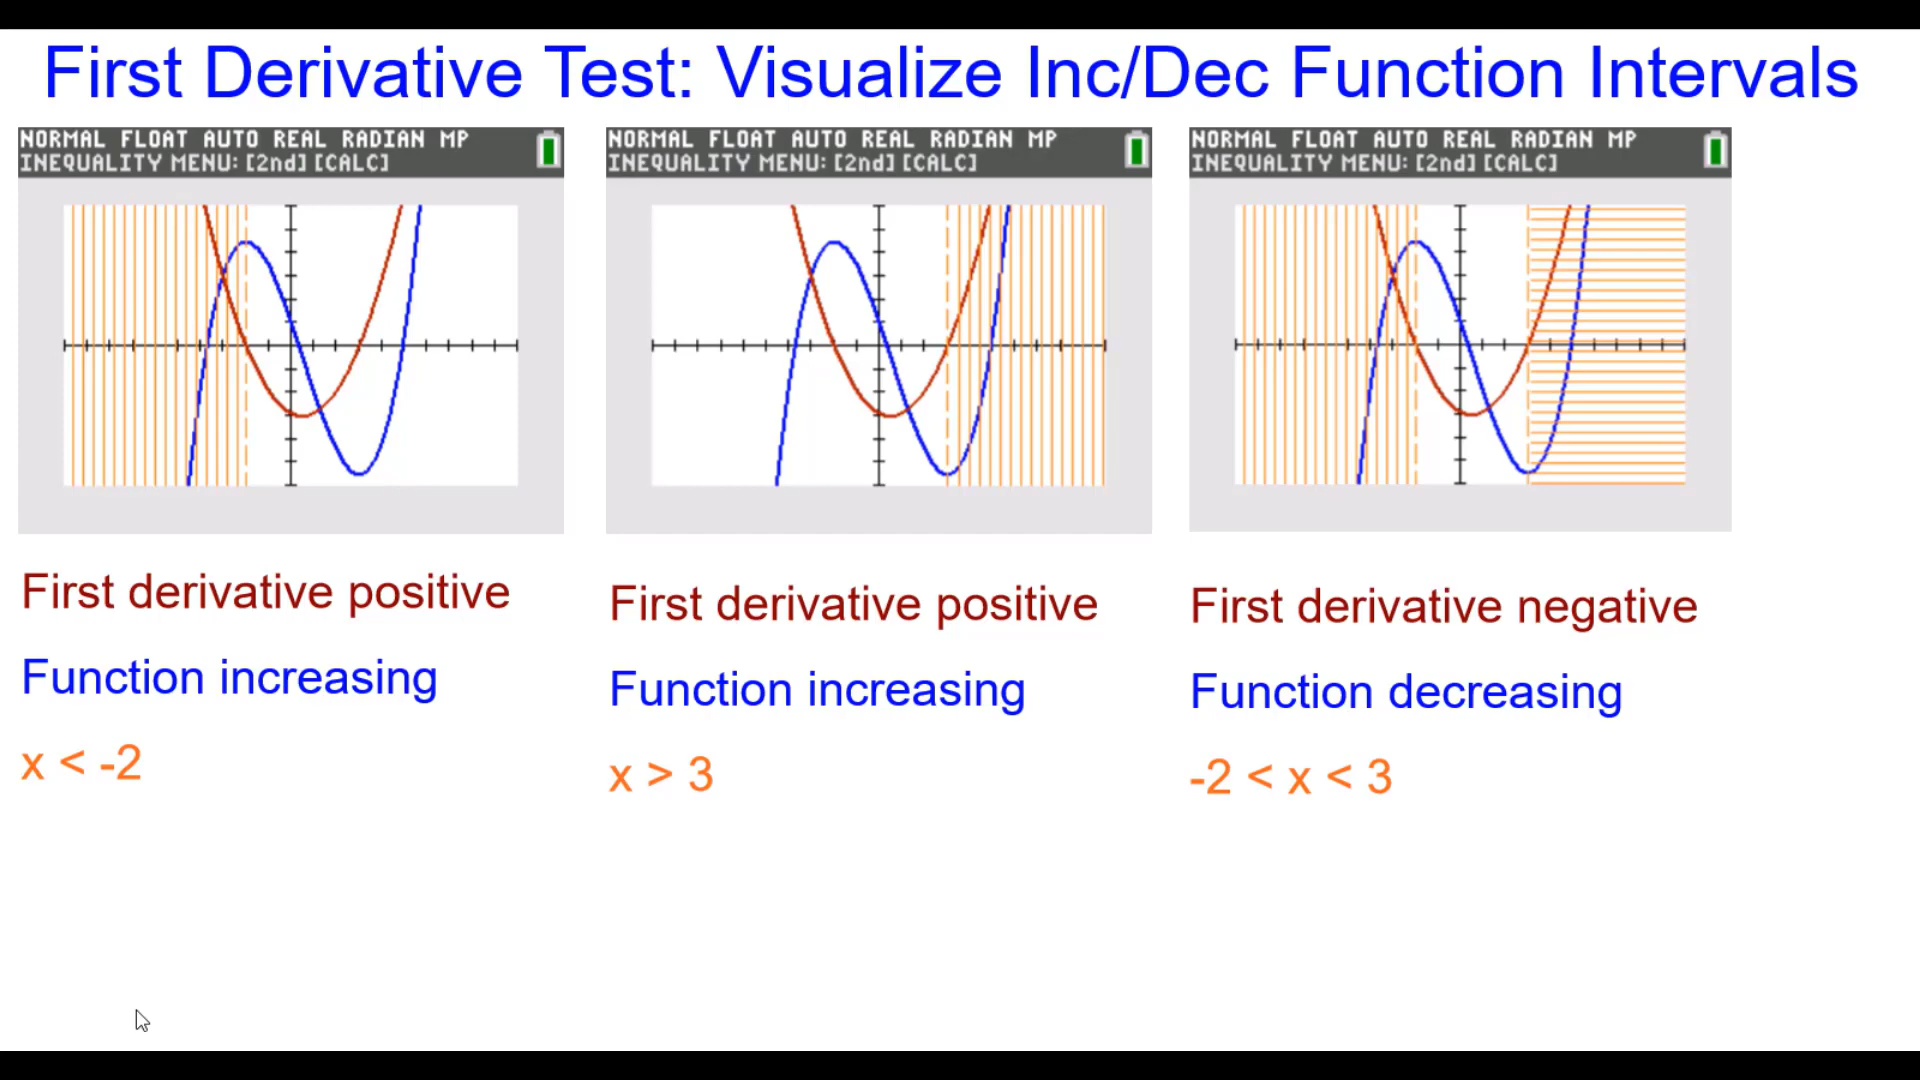 First Derivative Test: Visualize Inc/Dec Function Intervals
NORMAL FLOAT AUTO REAL RADIAN MP
INEQUALITY MENU: [2nd] [CALC]
First derivative positive
Function increasing
x < -2
NORMAL FLOAT AUTO REAL RADIAN MP
INEQUALITY MENU: [2nd] [CALC]
First derivative positive
Function increasing
x > 3
NORMAL FLOAT AUTO REAL RADIAN MP
INEQUALITY MENU: [2nd] [CALC]
First derivative negative
Function decreasing
-2 < x < 3